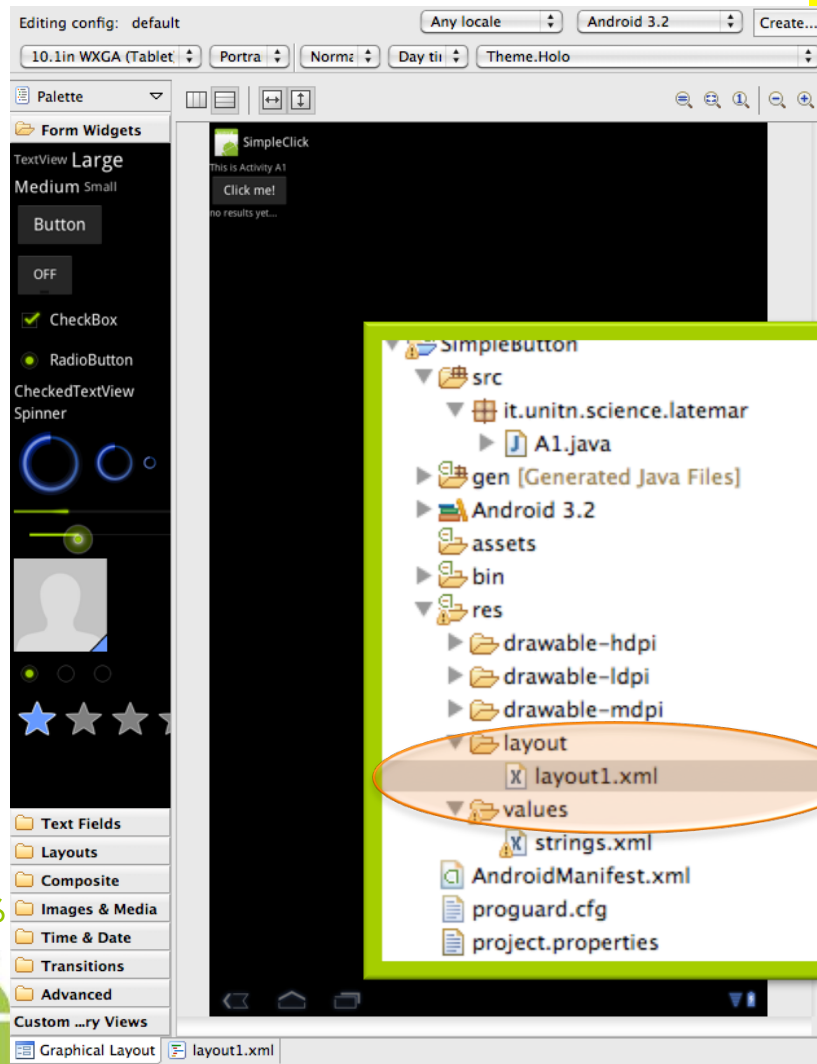 Editing config: default
Any locale
Android 3.2
Create...
10.1in WXGA (Tablet
Portra
Norma
Day tii
Theme.Holo
Palette
Form Widgets
TextView Large
Medium Small
Button
OFF
CheckBox
RadioButton
CheckedTextView
Spinner
Text Fields
Layouts
Composite
Images & Media
Time & Date
Transitions
Advanced
Custom ...ry Views
SimpleClick
This is Activity A1
Click me!
no results yet...
SimpleButton
src
it.unitn.science.latemar
A1.java
gen [Generated Java Files]
Android 3.2
assets
bin
res
drawable-hdpi
drawable-ldpi
drawable-mdpi
layout
layout1.xml
values
strings.xml
AndroidManifest.xml
proguard.cfg
project.properties
Graphical Layout
layout1.xml